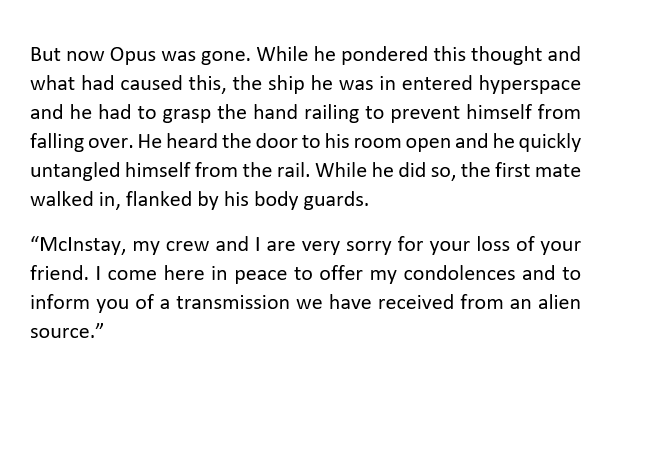 But now Opus was gone. While he pondered this thought and
what had caused this, the ship he was in entered hyperspace
and he had to grasp the hand railing to prevent himself from
falling over. He heard the door to his room open and he quickly
untangled himself from the rail. While he did so, the first mate
walked in, flanked by his body guards.
“McInstay, my crew and I are very sorry for your loss of your
friend. I come here in peace to offer my condolences and to
inform you of a transmission we have received from an alien
source.”